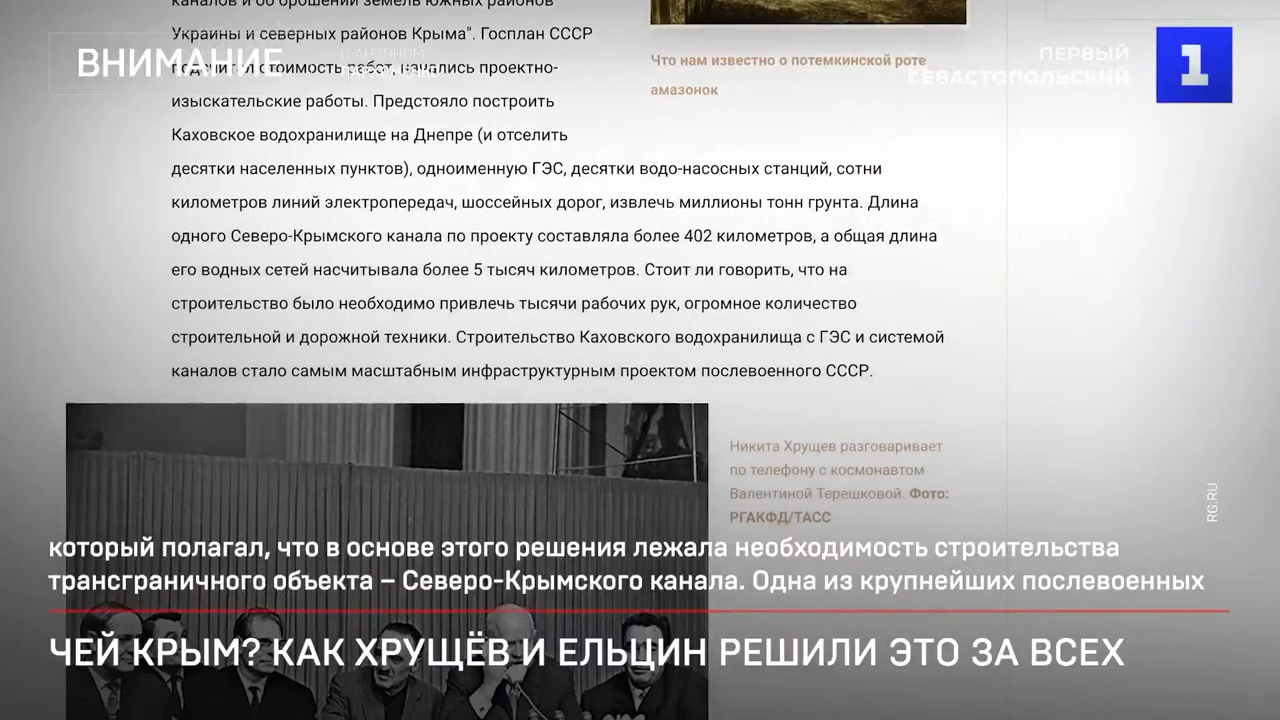 каналов и об орошении земель южных районов
Украины и северных районов Крыма". Госплан СССР
ВНИМАНИЕ
С АНТОНОМ
стоимость работ, начались проектно-
изыскательские работы. Предстояло построить
Каховское водохранилище на Днепре (и отселить
десятки населенных пунктов), одноименную ГЭС, десятки водо-насосных станций, сотни
километров линий электропередач, шоссейных дорог, извлечь миллионы тонн грунта. Длина
одного Северо-Крымского канала по проекту составляла более 402 километров, а общая длина
его водных сетей насчитывала более 5 тысяч километров. Стоит ли говорить, что на
строительство было необходимо привлечь тысячи рабочих рук, огромное количество
строительной и дорожной техники. Строительство Каховского водохранилища с ГЭС и системой
каналов стало самым масштабным инфраструктурным проектом послевоенного СССР.
Что нам известно о потемкинской роте
амазонок
ПЕРВЫЙ
СЕВАСТОПОЛЬСКИЙ
1
Никита Хрущев разговаривает
по телефону с космонавтом
Валентиной Терешковой. Фото:
РГАКФД/ТАСС
RG.RU
который полагал, что в основе этого решения лежала необходимость строительства
трансграничного объекта – Северо-Крымского канала. Одна из крупнейших послевоенных
ЧЕЙ КРЫМ? КАК ХРУЩЁВ И ЕЛЬЦИН РЕШИЛИ ЭТО ЗА ВСЕХ